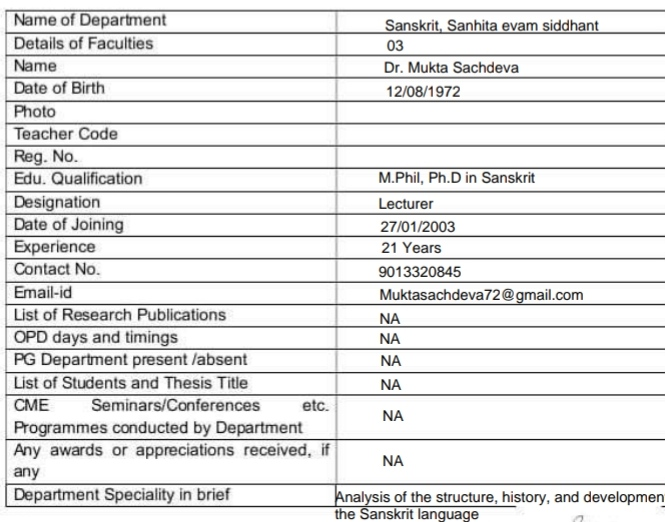 Name of Department Sanskrit, Sanhita evam siddhant
Details of Faculties 03
Name Dr. Mukta Sachdeva
Date of Birth 12/08/1972
Photo
Teacher Code
Reg. No.
Edu. Qualification M.Phil, Ph.D in Sanskrit
Designation Lecturer
Date of Joining 27/01/2003
Experience 21 Years
Contact No. 9013320845
Email-id Muktasachdeva72@gmail.com
List of Research Publications NA
OPD days and timings NA
PG Department present /absent NA
List of Students and Thesis Title NA
CME Seminars/Conferences etc.
Programmes conducted by Department NA
Any awards or appreciations received, if
any NA
Department Speciality in brief Analysis of the structure, history, and developmen
the Sanskrit language